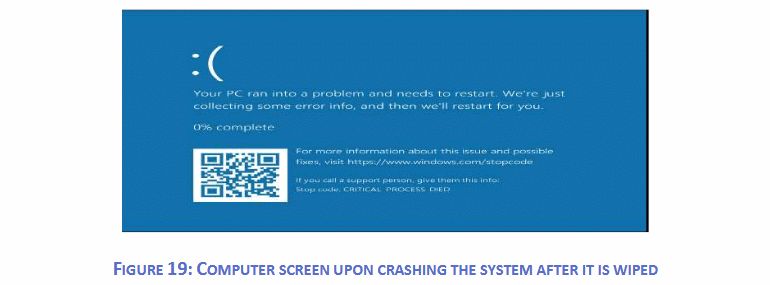 :(
Your PC ran into a problem and needs to restart. We're just
collecting some error info, and then we'll restart for you.
0% complete
For more information about this issue and possible
fixes, visit https://www.windows.com/stopcode
If you call a support person, give them this info:
Stop code: CRITICAL PROCESS DIED
FIGURE 19: COMPUTER SCREEN UPON CRASHING THE SYSTEM AFTER IT IS WIPED